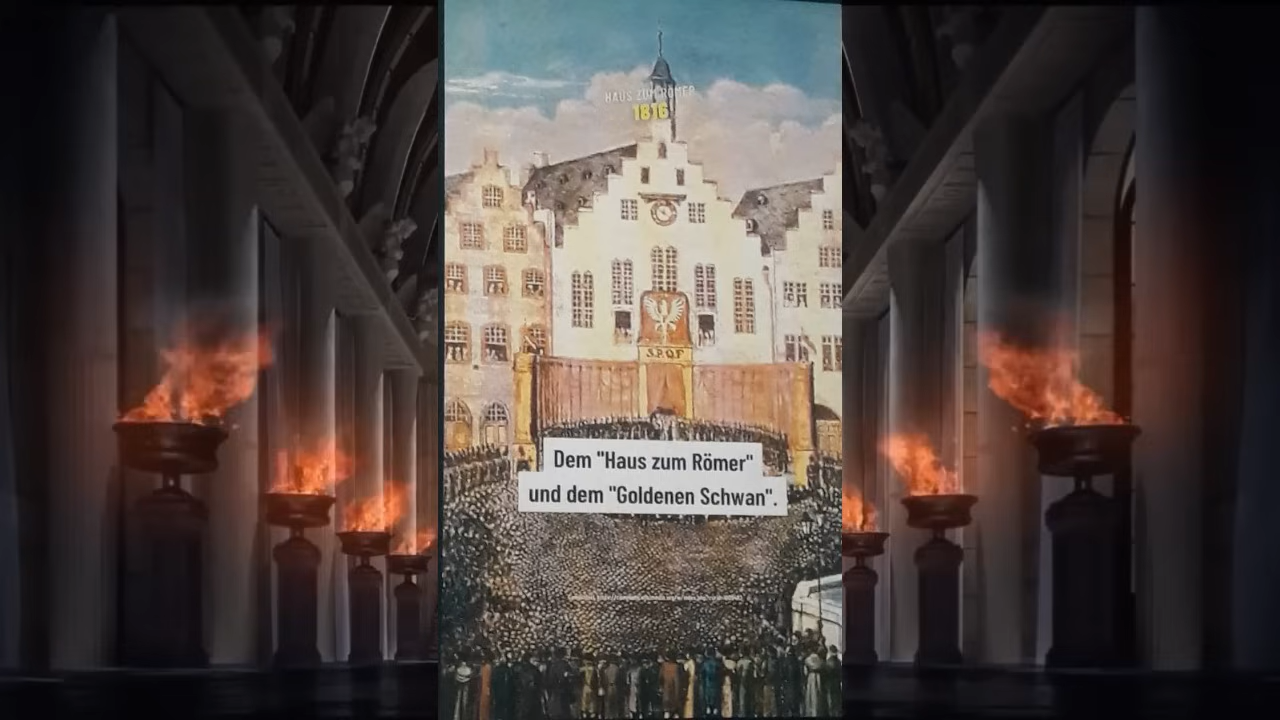 HAUS ZUM RÖMER
1816
S.P.Q.F
Dem "Haus zum Römer"
und dem "Goldenen Schwan".